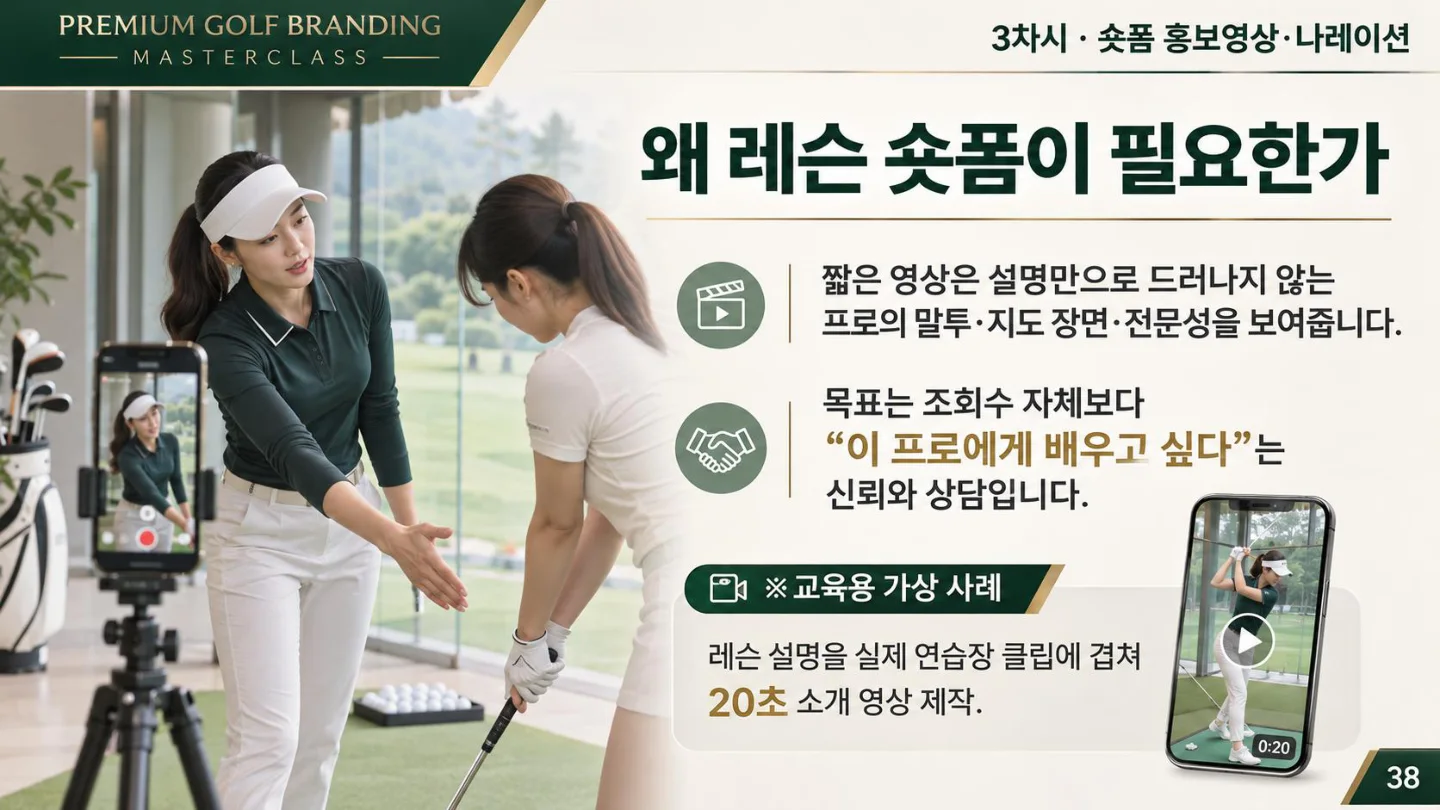 PREMIUM GOLF BRANDING
MASTERCLASS
3차시 · 숏폼 홍보영상·나레이션
왜 레슨 숏폼이 필요한가
짧은 영상은 설명만으로 드러나지 않는
프로의 말투·지도 장면·전문성을 보여줍니다.
목표는 조회수 자체보다
“이 프로에게 배우고 싶다”는
신뢰와 상담입니다.
※교육용 가상 사례
레슨 설명을 실제 연습장 클립에 겹쳐
20초 소개 영상 제작.
0:20
38